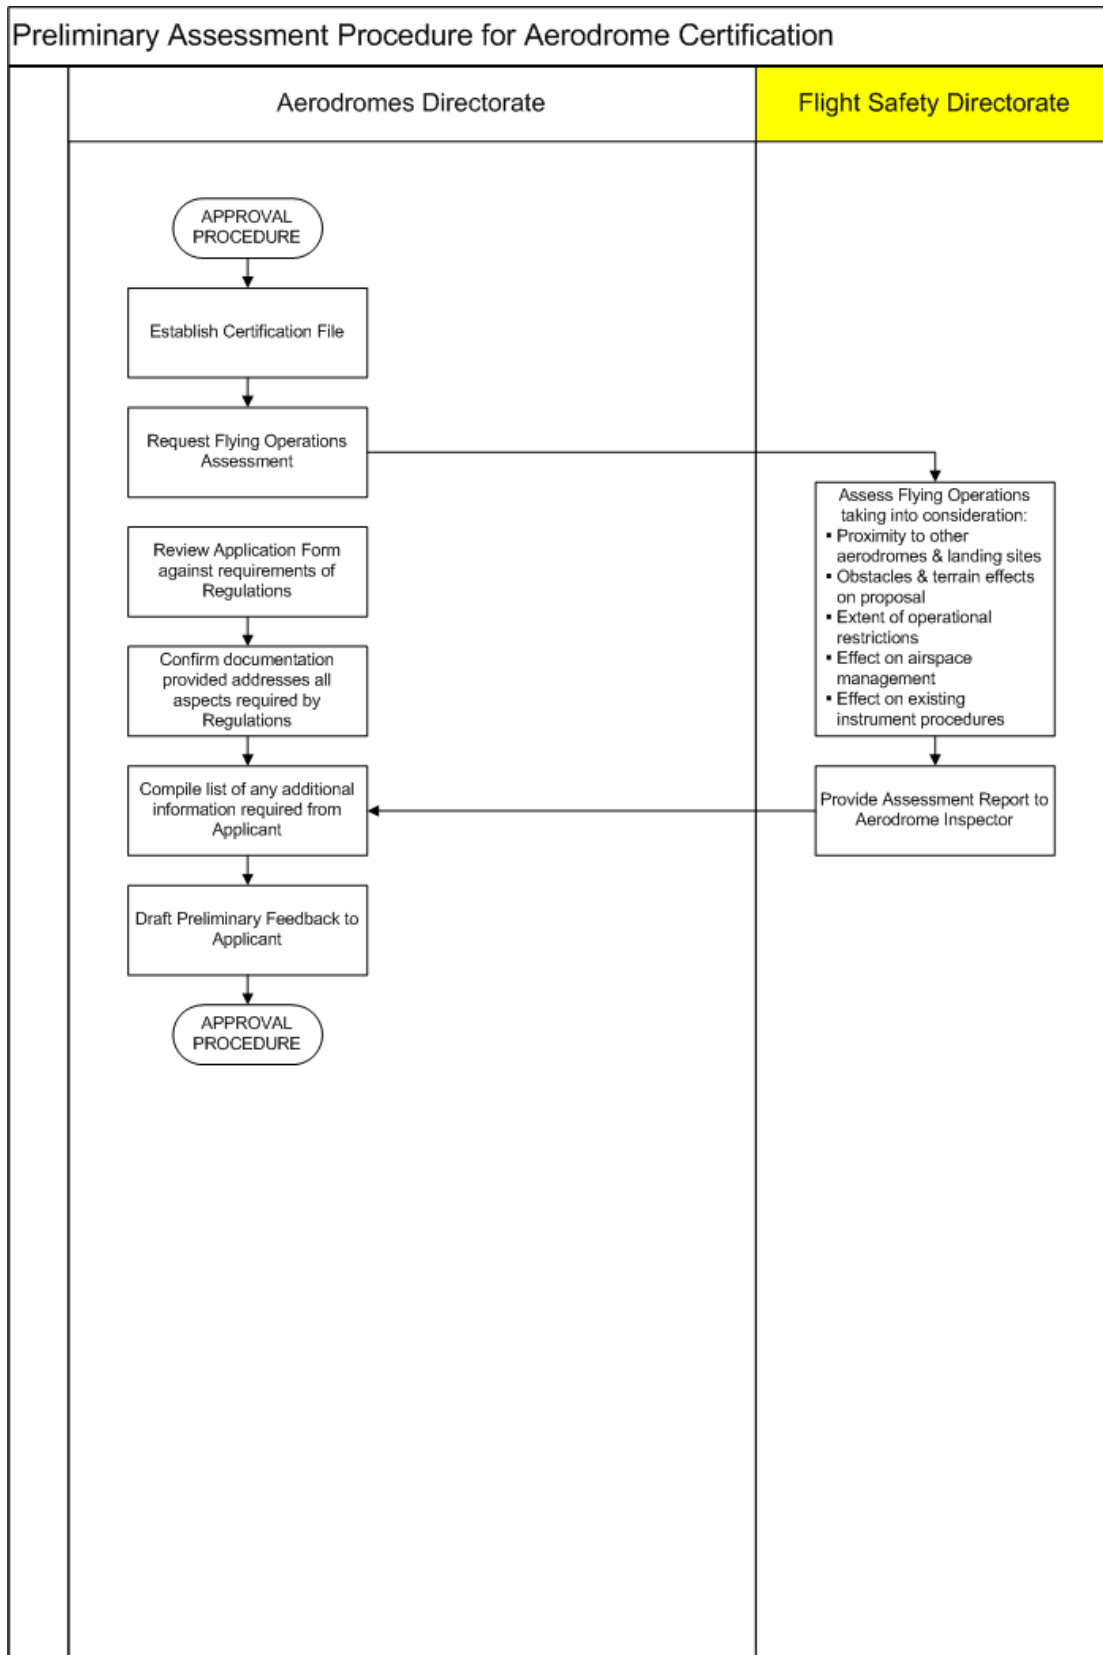 Preliminary Assessment Procedure for Aerodrome Certification
Aerodromes Directorate
Flight Safety Directorate
APPROVAL
PROCEDURE
Establish Certification File
Request Flying Operations
Assessment
Review Application Form
against requirements of
Regulations
Confirm documentation
provided addresses all
aspects required by
Regulations
Compile list of any additional
information required from
Applicant
Draft Preliminary Feedback to
Applicant
APPROVAL
PROCEDURE
Assess Flying Operations
taking into consideration:
▪ Proximity to other
aerodromes & landing sites
▪ Obstacles & terrain effects
on proposal
▪ Extent of operational
restrictions
▪ Effect on airspace
management
▪ Effect on existing
instrument procedures
Provide Assessment Report to
Aerodrome Inspector